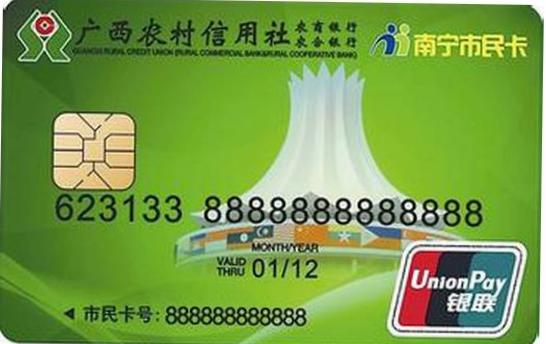 广西农村信用社 农商银行
农合银行
GUANGXI RURAL CREDIT UNION (RURAL COMMERCIAL BANK&RURAL COOPERATIVE BANK)
南宁市民卡
623133 8888888888888
MONTH/YEAR
VALID THRU 01/12
市民卡号: 888888888888
UnionPay
银联